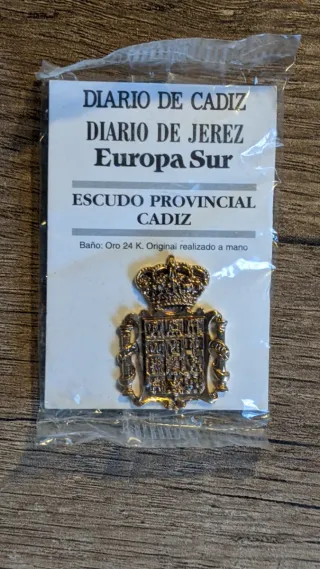 DIARIO DE CADIZ
DIARIO DE JEREZ
Europa Sur
ESCUDO PROVINCIAL
CADIZ
Baño: Oro 24 K. Original realizado a mano